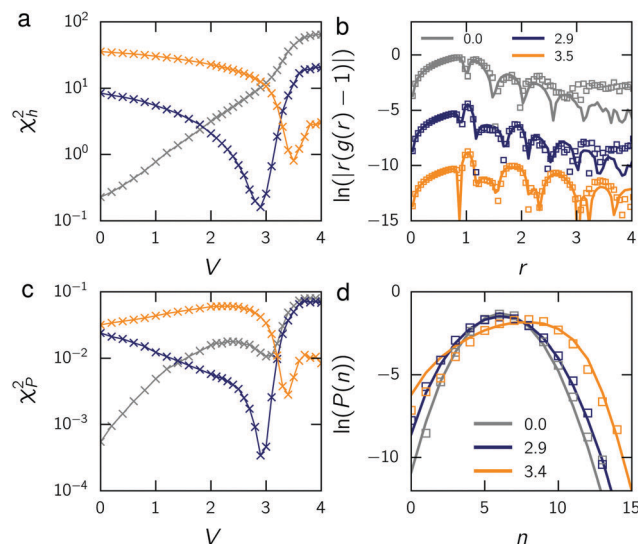 a
10²
10¹
10⁰
10⁻¹
χ²ₕ
0 1 2 3 4
V
b
0.0 2.9
3.5
0
−5
−10
−15
ln(|r(g(r) − 1)|)
0 1 2 3 4
r
c
10⁻¹
10⁻²
10⁻³
10⁻⁴
χ²_P
0 1 2 3 4
V
d
0
−5
−10
ln(P(n))
0.0
2.9
3.4
0 5 10 15
n